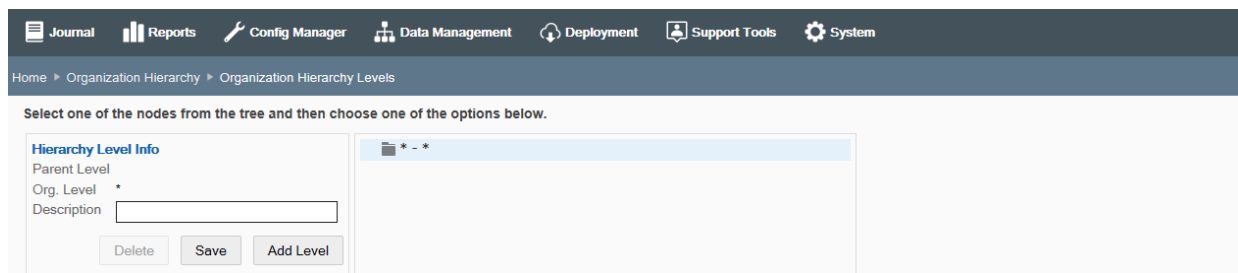 Journal Reports Config Manager Data Management Deployment Support Tools System
Home ▶ Organization Hierarchy ▶ Organization Hierarchy Levels
Select one of the nodes from the tree and then choose one of the options below.
Hierarchy Level Info
Parent Level
Org. Level *
Description
Delete Save Add Level
* - *